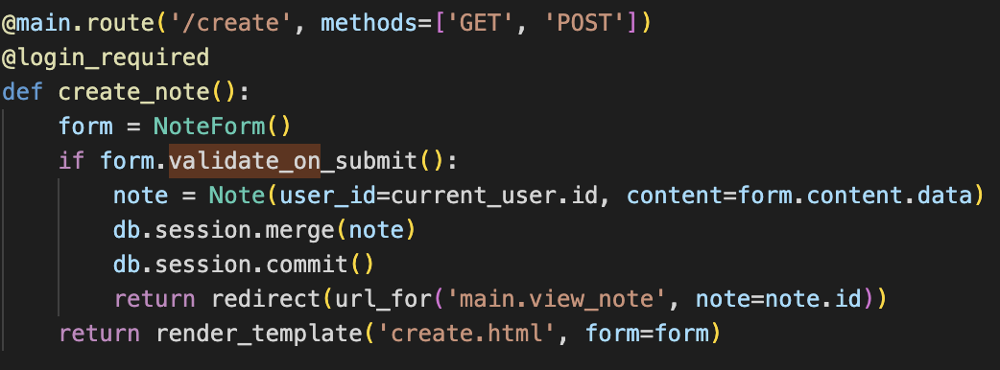 @main.route('/create', methods=['GET', 'POST'])
@login_required
def create_note():
    form = NoteForm()
    if form.validate_on_submit():
        note = Note(user_id=current_user.id, content=form.content.data)
        db.session.merge(note)
        db.session.commit()
        return redirect(url_for('main.view_note', note=note.id))
    return render_template('create.html', form=form)